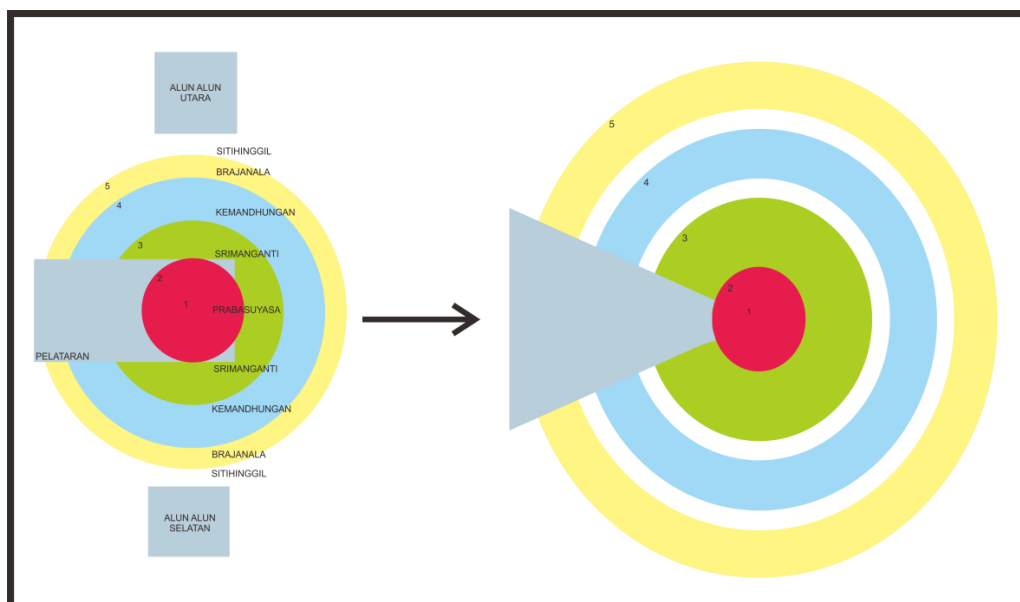 ALUN ALUN
UTARA
SITIHINGGIL
BRAJANALA
5
4
KEMANDHUNGAN
3
SRIMANGANTI
2
1
PRABASUYASA
PELATARAN
SRIMANGANTI
KEMANDHUNGAN
BRAJANALA
SITIHINGGIL
ALUN ALUN
SELATAN
5
4
3
2
1